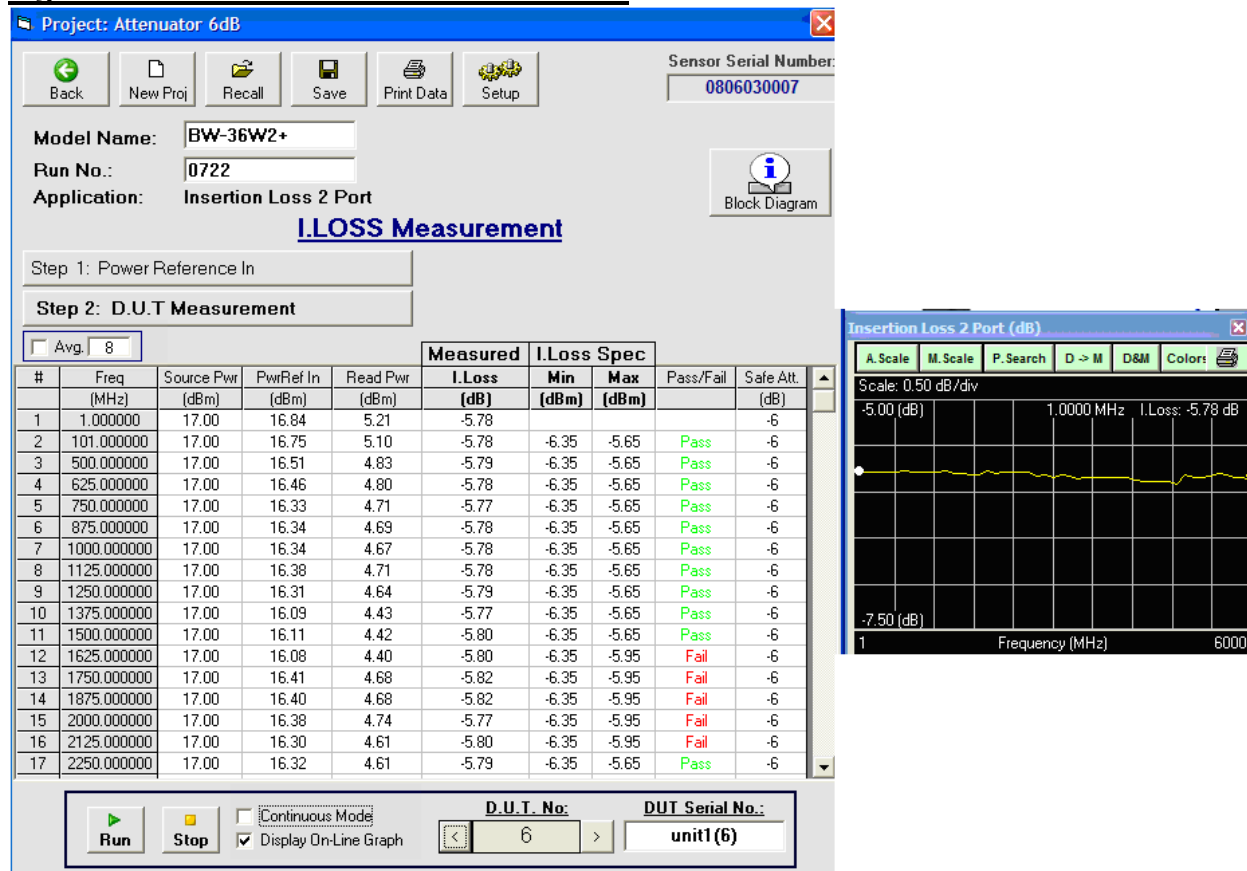 Project: Attenuator 6dB
Back New Proj Recall Save Print Data Setup
Sensor Serial Number:
0806030007
Model Name: BW-36W2+
Run No.: 0722
Application: Insertion Loss 2 Port
Block Diagram
I.LOSS Measurement
Step 1: Power Reference In
Step 2: D.U.T Measurement
Avg. 8
Measured I.Loss Spec
# Freq Source Pwr PwrRef In Read Pwr I.Loss Min Max Pass/Fail Safe Att.
(MHz) (dBm) (dBm) (dBm) (dB) (dBm) (dBm) (dB)
1 1.000000 17.00 16.84 5.21 -5.78 -6
2 101.000000 17.00 16.75 5.10 -5.78 -6.35 -5.65 Pass -6
3 500.000000 17.00 16.51 4.83 -5.79 -6.35 -5.65 Pass -6
4 625.000000 17.00 16.46 4.80 -5.78 -6.35 -5.65 Pass -6
5 750.000000 17.00 16.33 4.71 -5.77 -6.35 -5.65 Pass -6
6 875.000000 17.00 16.34 4.69 -5.78 -6.35 -5.65 Pass -6
7 1000.000000 17.00 16.34 4.67 -5.78 -6.35 -5.65 Pass -6
8 1125.000000 17.00 16.38 4.71 -5.78 -6.35 -5.65 Pass -6
9 1250.000000 17.00 16.31 4.64 -5.79 -6.35 -5.65 Pass -6
10 1375.000000 17.00 16.09 4.43 -5.77 -6.35 -5.65 Pass -6
11 1500.000000 17.00 16.11 4.42 -5.80 -6.35 -5.65 Pass -6
12 1625.000000 17.00 16.08 4.40 -5.80 -6.35 -5.95 Fail -6
13 1750.000000 17.00 16.41 4.68 -5.82 -6.35 -5.95 Fail -6
14 1875.000000 17.00 16.40 4.68 -5.82 -6.35 -5.95 Fail -6
15 2000.000000 17.00 16.38 4.74 -5.77 -6.35 -5.95 Fail -6
16 2125.000000 17.00 16.30 4.61 -5.80 -6.35 -5.95 Fail -6
17 2250.000000 17.00 16.32 4.61 -5.79 -6.35 -5.65 Pass -6
Run Stop
Continuous Mode
Display On-Line Graph
D.U.T. No:
< 6 >
DUT Serial No.:
unit1(6)
Insertion Loss 2 Port (dB)
A.Scale M.Scale P.Search D -> M D&M Colors
Scale: 0.50 dB/div
-5.00 (dB) 1.0000 MHz I.Loss: -5.78 dB
-7.50 (dB)
1 Frequency (MHz) 6000